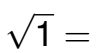 √1 =